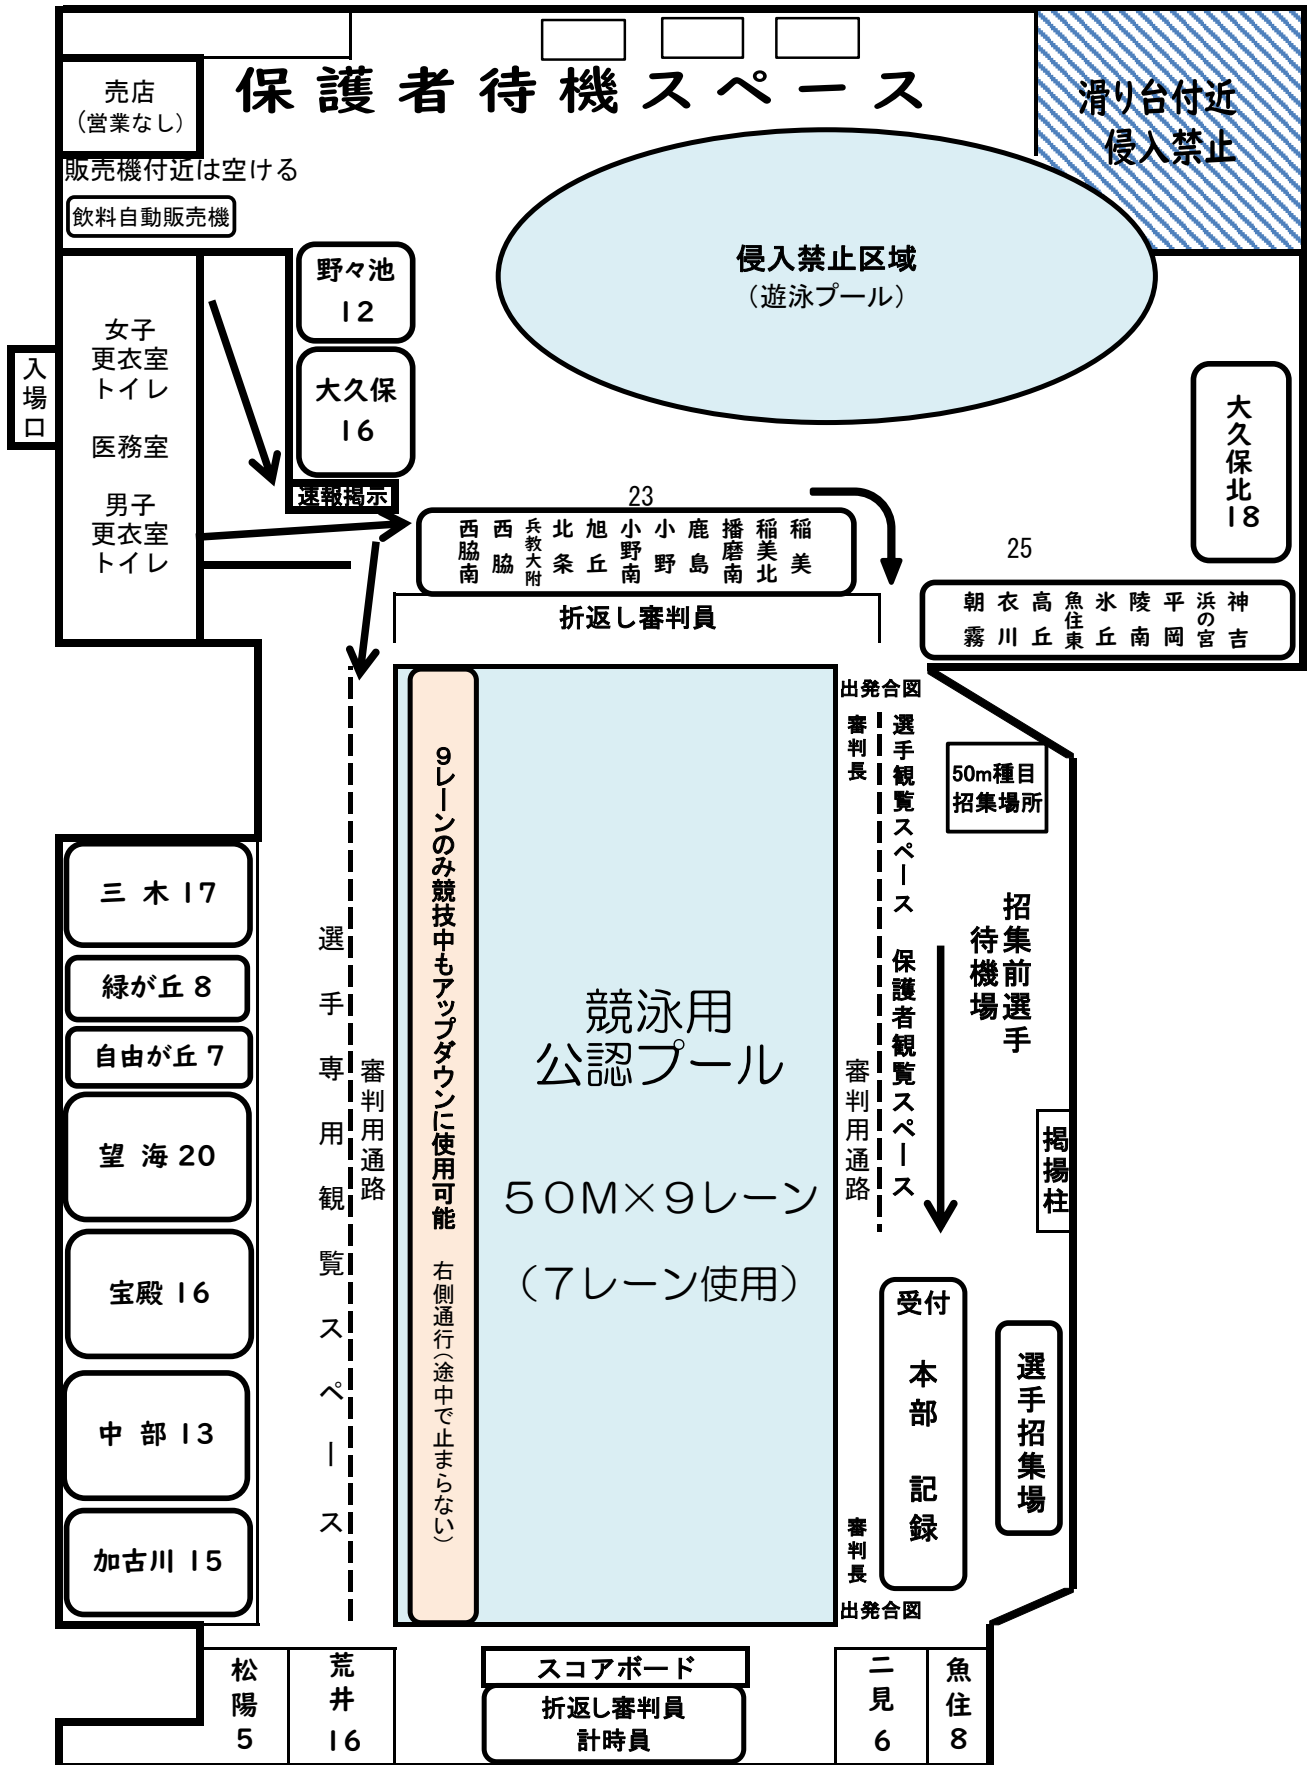 保護者待機スペース
売店
（営業なし）
販売機付近は空ける
飲料自動販売機
滑り台付近
侵入禁止
侵入禁止区域
（遊泳プール）
野々池
12
大久保
16
速報掲示
入場口
女子
更衣室
トイレ
医務室
男子
更衣室
トイレ
大久保北
18
23
西脇南
西脇
兵教大附
北条
旭丘
小野南
小野
鹿島
播磨南
稲美北
稲美
25
朝霧
衣川
高丘
魚住東
氷丘
陵南
平岡
浜の宮
神吉
折返し審判員
出発合図
審判長
選手観覧スペース
保護者観覧スペース
50m種目
招集場所
招集前選手
待機場
掲揚柱
9レーンのみ競技中もアップダウンに使用可能
右側通行（途中で止まらない）
競泳用
公認プール
５０Ｍ×９レーン
（７レーン使用）
選手専用観覧スペース
審判用通路
審判用通路
三 木 17
緑が丘 8
自由が丘 7
望 海 20
宝殿 16
中 部 13
加古川 15
受付
本部
記録
選手招集場
審判長
出発合図
松陽
5
荒井
16
スコアボード
折返し審判員
計時員
二見
6
魚住
8